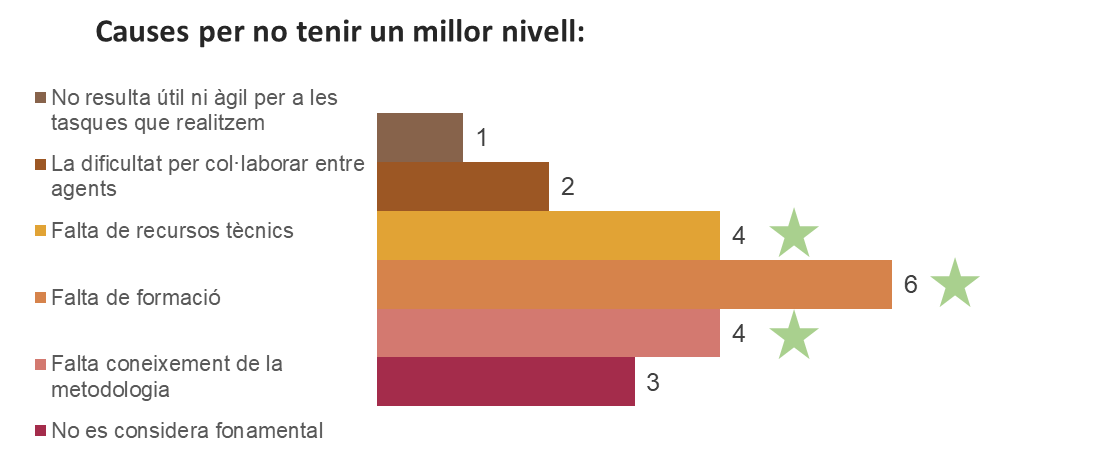 Causes per no tenir un millor nivell:
No resulta útil ni àgil per a les
tasques que realitzem
1
La dificultat per col·laborar entre
agents
2
Falta de recursos tècnics
4
Falta de formació
6
Falta coneixement de la
metodologia
4
No es considera fonamental
3